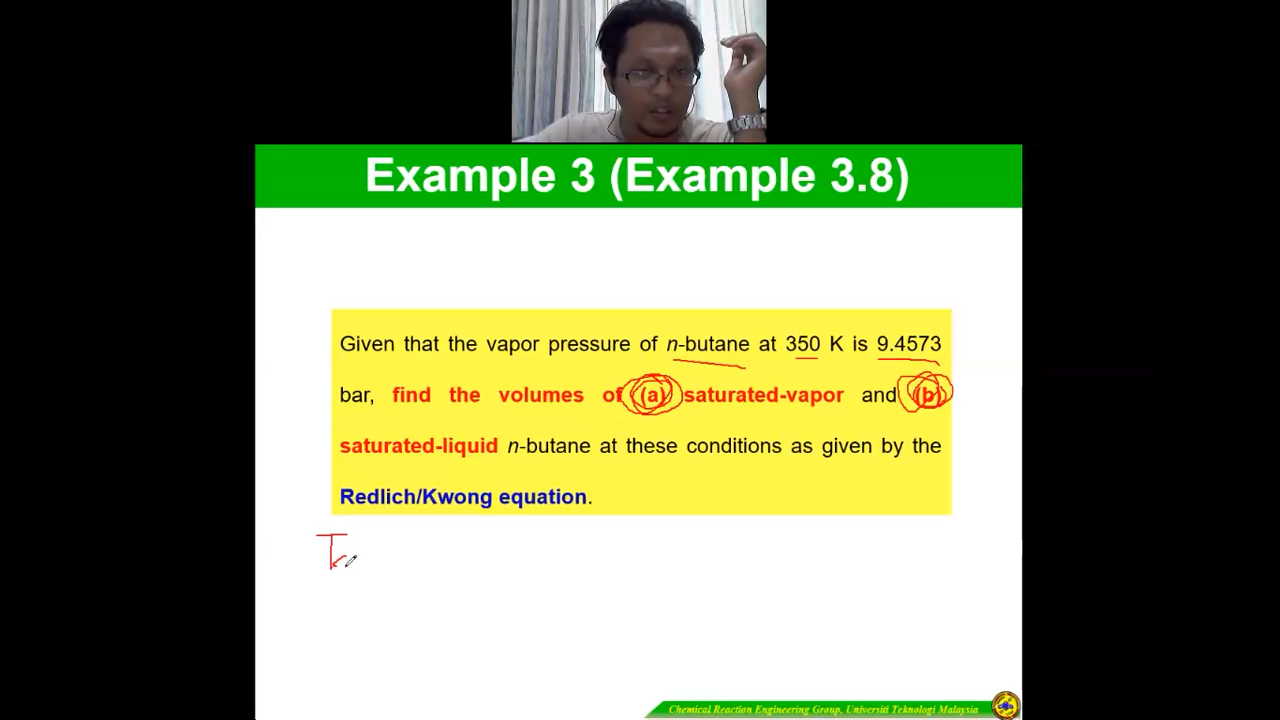 Example 3 (Example 3.8)
Given that the vapor pressure of n-butane at 350 K is 9.4573
bar, find the volumes of (a) saturated-vapor and (b)
saturated-liquid n-butane at these conditions as given by the
Redlich/Kwong equation.
Tr
Chemical Reaction Engineering Group, Universiti Teknologi Malaysia